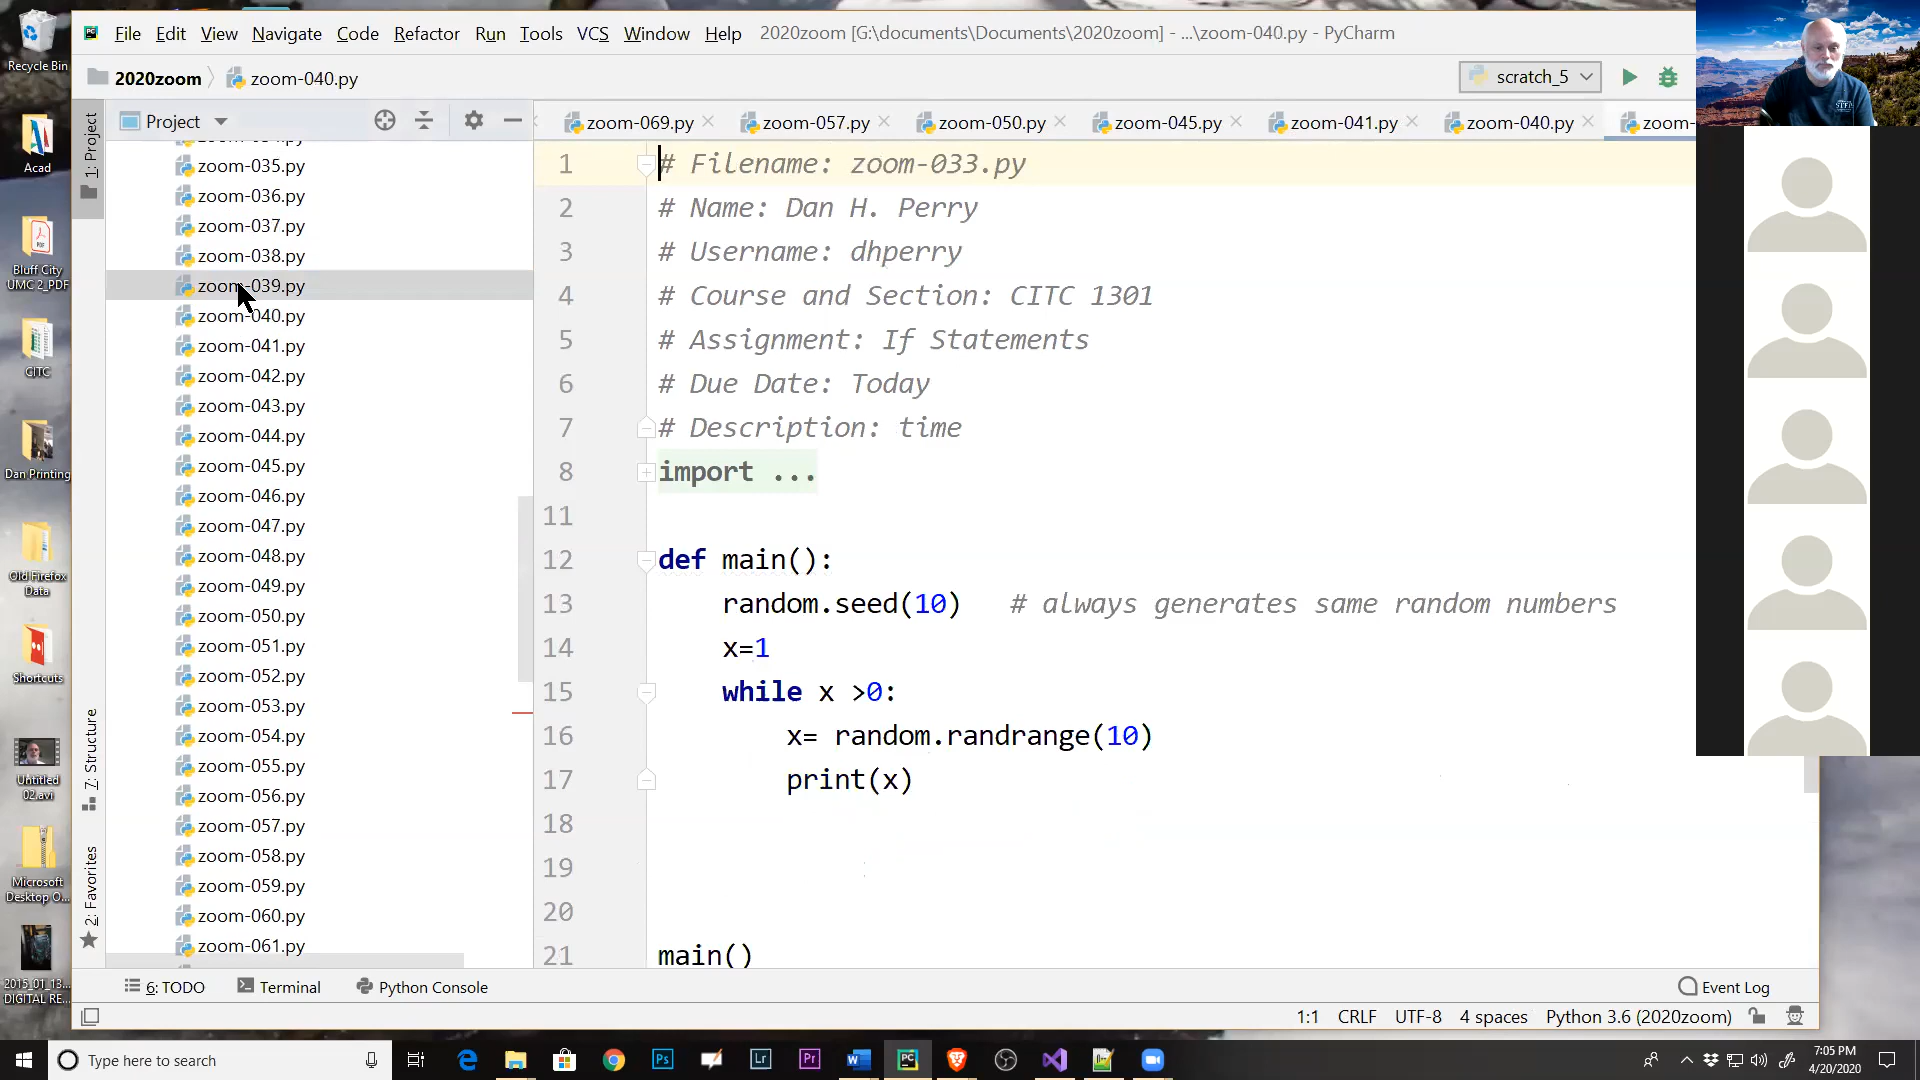 Recycle Bin
Acad
Bluff City
UMC 2_PDF
CITC
Dan Printing
Old Firefox
Data
Shortcuts
Untitled
02.avi
Microsoft
Desktop O...
2015_01_13...
DIGITAL RE...
File Edit View Navigate Code Refactor Run Tools VCS Window Help 2020zoom [G:\documents\Documents\2020zoom] - ...\zoom-040.py - PyCharm
2020zoom zoom-040.py scratch_5
1: Project
Project
zoom-035.py
zoom-036.py
zoom-037.py
zoom-038.py
zoom-039.py
zoom-040.py
zoom-041.py
zoom-042.py
zoom-043.py
zoom-044.py
zoom-045.py
zoom-046.py
zoom-047.py
zoom-048.py
zoom-049.py
zoom-050.py
zoom-051.py
zoom-052.py
zoom-053.py
zoom-054.py
zoom-055.py
zoom-056.py
zoom-057.py
zoom-058.py
zoom-059.py
zoom-060.py
zoom-061.py
7: Structure
2: Favorites
zoom-069.py zoom-057.py zoom-050.py zoom-045.py zoom-041.py zoom-040.py zoom-
1 # Filename: zoom-033.py
2 # Name: Dan H. Perry
3 # Username: dhperry
4 # Course and Section: CITC 1301
5 # Assignment: If Statements
6 # Due Date: Today
7 # Description: time
8 import ...
11
12 def main():
13 random.seed(10) # always generates same random numbers
14 x=1
15 while x >0:
16 x= random.randrange(10)
17 print(x)
18
19
20
21 main()
6: TODO Terminal Python Console Event Log
1:1 CRLF UTF-8 4 spaces Python 3.6 (2020zoom)
Type here to search
7:05 PM
4/20/2020